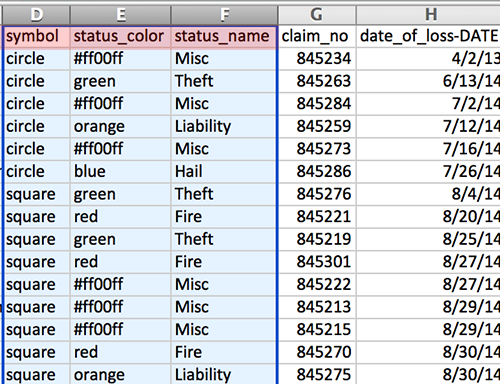 D E F G H
symbol status_color status_name claim_no date_of_loss-DATE
circle #ff00ff Misc 845234 4/2/13
circle green Theft 845263 6/13/14
circle #ff00ff Misc 845284 7/2/14
circle orange Liability 845259 7/12/14
circle #ff00ff Misc 845273 7/16/14
circle blue Hail 845286 7/26/14
square green Theft 845276 8/4/14
square red Fire 845221 8/20/14
square green Theft 845219 8/25/14
square red Fire 845301 8/27/14
square #ff00ff Misc 845222 8/27/14
square #ff00ff Misc 845213 8/29/14
square #ff00ff Misc 845215 8/29/14
square red Fire 845270 8/30/14
square orange Liability 845275 8/30/14